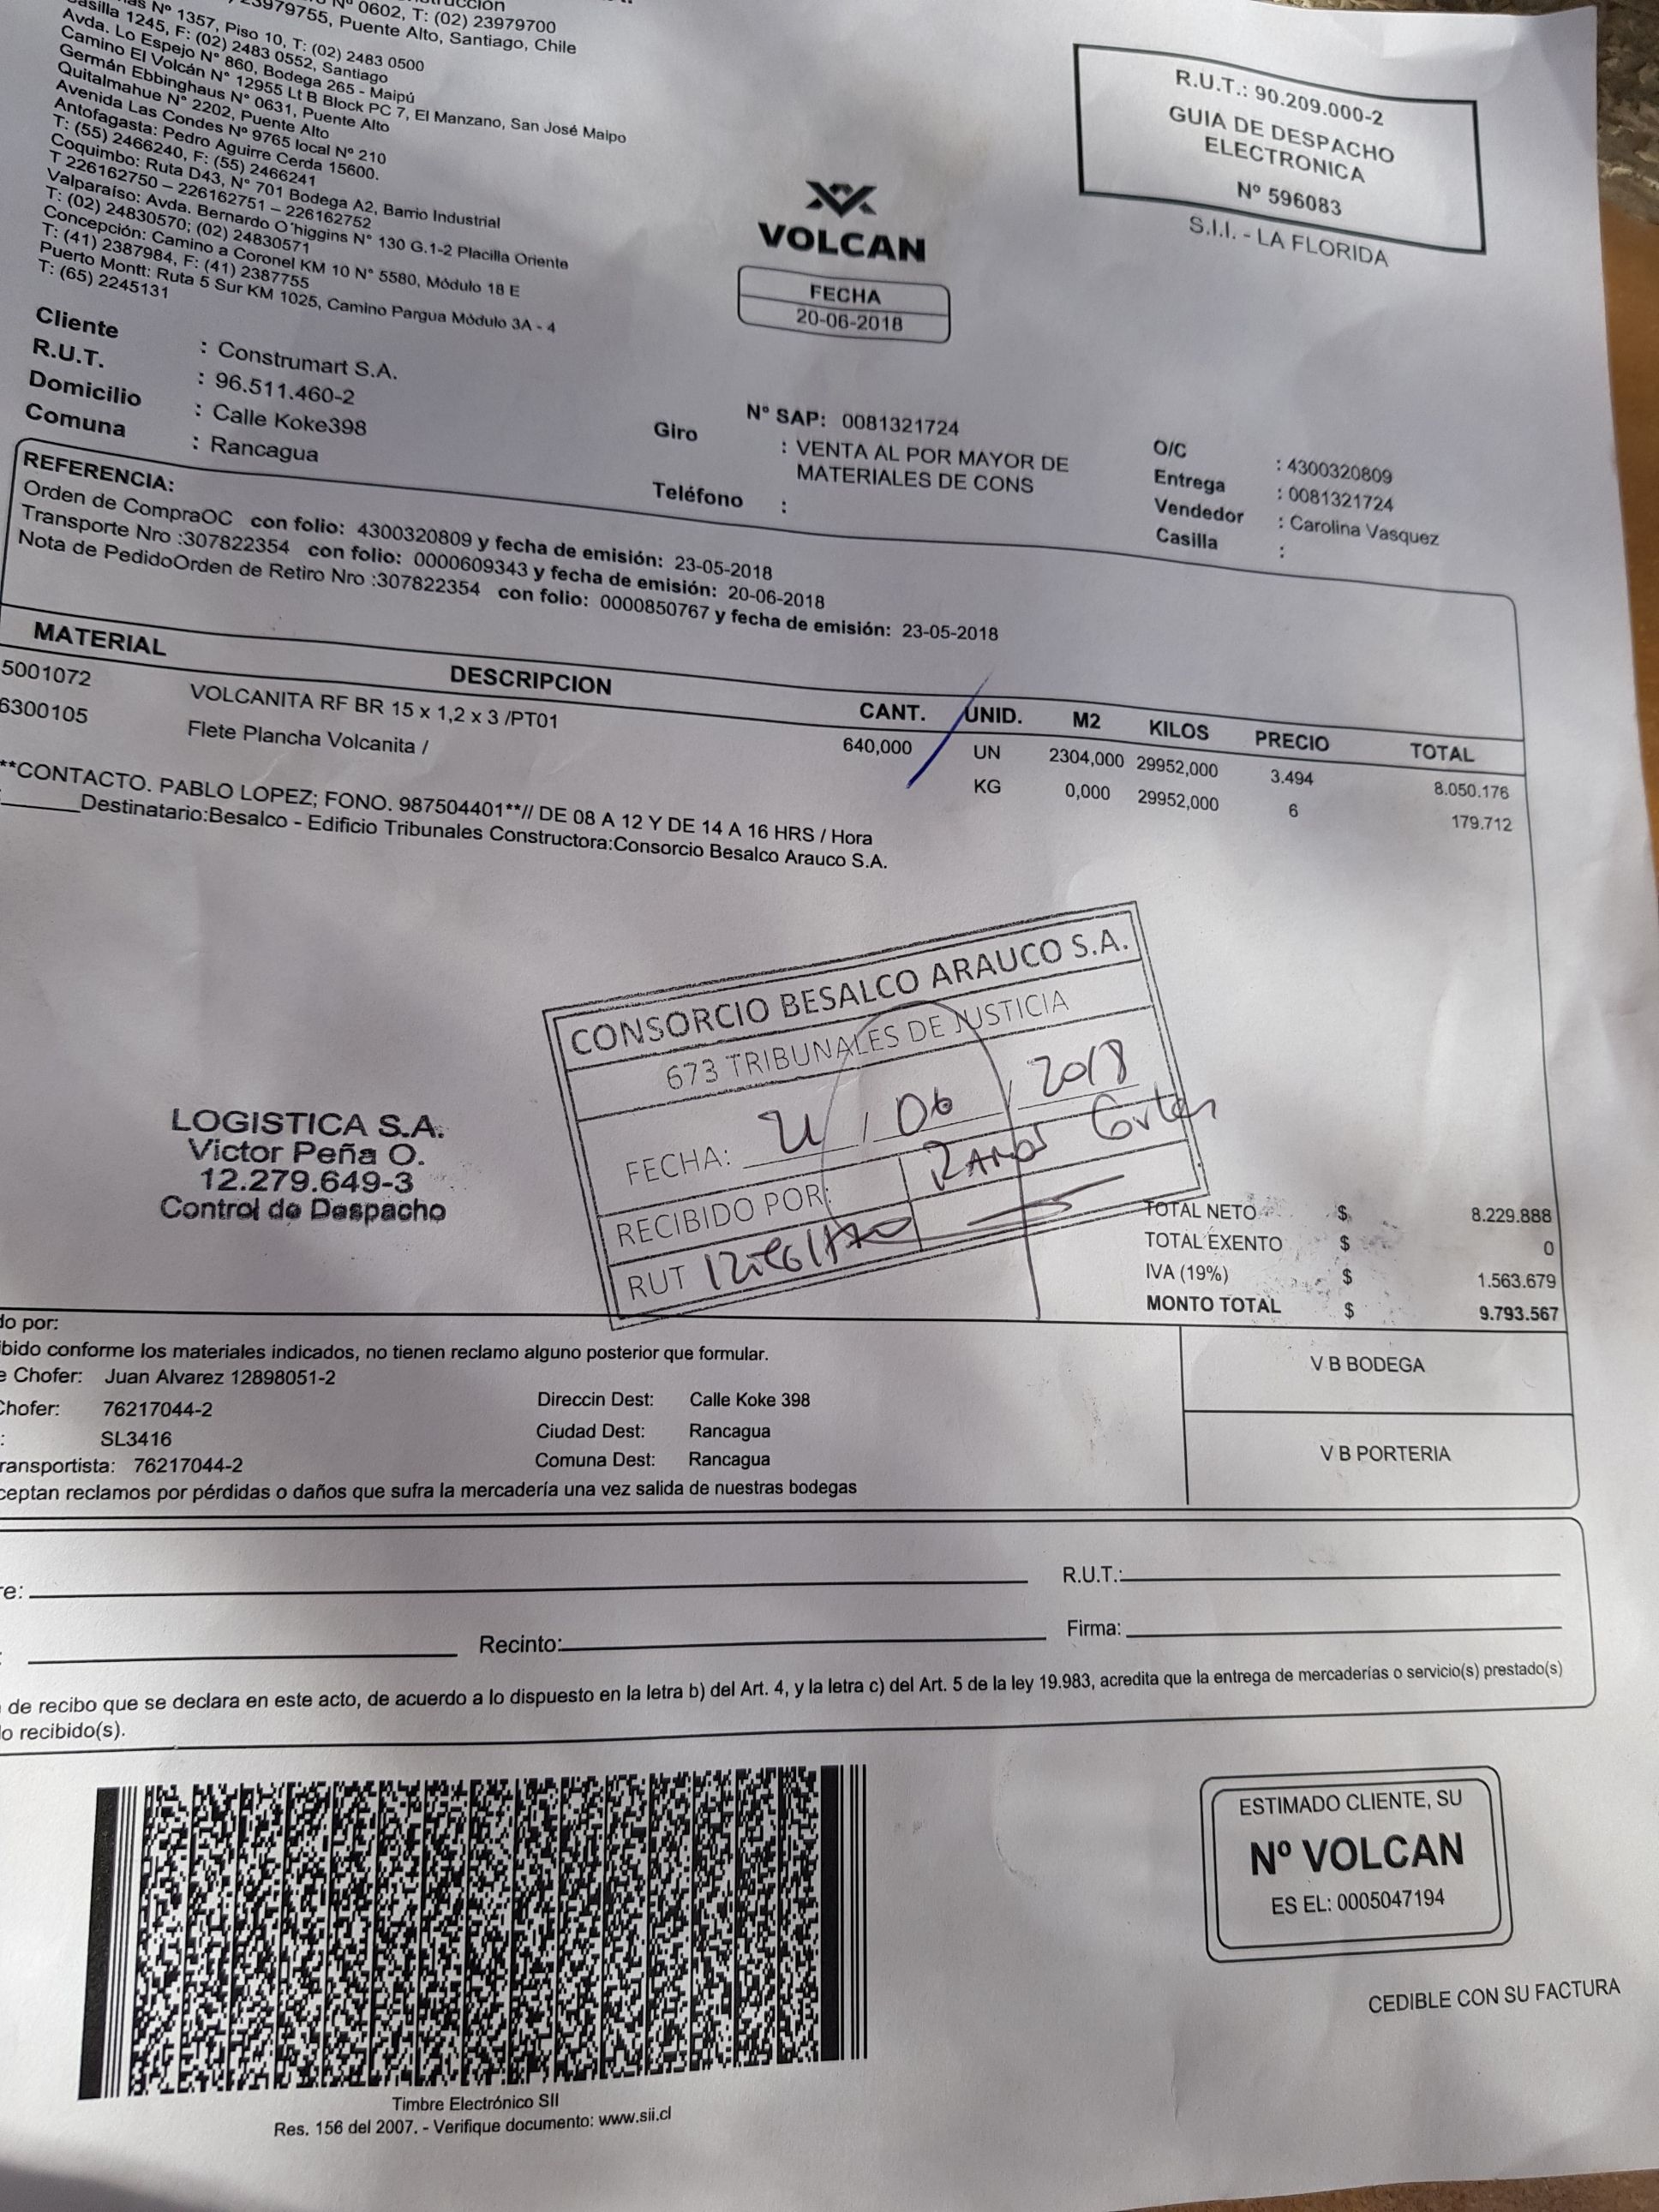 Nº 0602, T: (02) 23979700
23979755, Puente Alto, Santiago, Chile
Nº 1357, Piso 10, T: (02) 2483 0500
Casilla 1245, F: (02) 2483 0552, Santiago
Avda. Lo Espejo N° 860, Bodega 265 - Maipú
Camino El Volcán N° 12955 Lt B Block PC 7, El Manzano, San José Maipo
Germán Ebbinghaus N° 0631, Puente Alto
Quitalmahue N° 2202, Puente Alto
Avenida Las Condes Nº 9765 local Nº 210
Antofagasta: Pedro Aguirre Cerda 15600.
T: (55) 2466240, F: (55) 2466241
Coquimbo: Ruta D43, N° 701 Bodega A2, Barrio Industrial
T 226162750 – 226162751 – 226162752
Valparaíso: Avda. Bernardo O´higgins N° 130 G.1-2 Placilla Oriente
T: (02) 24830570; (02) 24830571
Concepción: Camino a Coronel KM 10 N° 5580, Módulo 18 E
T: (41) 2387984, F: (41) 2387755
Puerto Montt: Ruta 5 Sur KM 1025, Camino Pargua Módulo 3A - 4
T: (65) 2245131
VOLCAN
FECHA
20-06-2018
R.U.T.: 90.209.000-2
GUIA DE DESPACHO
ELECTRONICA
Nº 596083
S.I.I. - LA FLORIDA
Cliente : Construmart S.A.
R.U.T. : 96.511.460-2
Domicilio : Calle Koke398
Comuna : Rancagua
N° SAP: 0081321724
Giro : VENTA AL POR MAYOR DE
MATERIALES DE CONS
Teléfono :
O/C : 4300320809
Entrega : 0081321724
Vendedor : Carolina Vasquez
Casilla :
REFERENCIA:
Orden de CompraOC con folio: 4300320809 y fecha de emisión: 23-05-2018
Transporte Nro :307822354 con folio: 0000609343 y fecha de emisión: 20-06-2018
Nota de PedidoOrden de Retiro Nro :307822354 con folio: 0000850767 y fecha de emisión: 23-05-2018
MATERIAL DESCRIPCION CANT. UNID. M2 KILOS PRECIO TOTAL
5001072 VOLCANITA RF BR 15 x 1,2 x 3 /PT01 640,000 UN 2304,000 29952,000 3.494 8.050.176
6300105 Flete Plancha Volcanita / KG 0,000 29952,000 6 179.712
**CONTACTO. PABLO LOPEZ; FONO. 987504401**// DE 08 A 12 Y DE 14 A 16 HRS / Hora
:______Destinatario:Besalco - Edificio Tribunales Constructora:Consorcio Besalco Arauco S.A.
CONSORCIO BESALCO ARAUCO S.A.
673 TRIBUNALES DE JUSTICIA
FECHA: 21 / 06 / 2018
RECIBIDO POR:
RUT
LOGISTICA S.A.
Victor Peña O.
12.279.649-3
Control de Despacho
TOTAL NETO $ 8.229.888
TOTAL EXENTO $ 0
IVA (19%) $ 1.563.679
MONTO TOTAL $ 9.793.567
do por:
ibido conforme los materiales indicados, no tienen reclamo alguno posterior que formular.
e Chofer: Juan Alvarez 12898051-2
Chofer: 76217044-2
: SL3416
ransportista: 76217044-2
Direccin Dest: Calle Koke 398
Ciudad Dest: Rancagua
Comuna Dest: Rancagua
ceptan reclamos por pérdidas o daños que sufra la mercadería una vez salida de nuestras bodegas
V B BODEGA
V B PORTERIA
re: R.U.T.:
: Recinto: Firma:
de recibo que se declara en este acto, de acuerdo a lo dispuesto en la letra b) del Art. 4, y la letra c) del Art. 5 de la ley 19.983, acredita que la entrega de mercaderías o servicio(s) prestado(s)
do recibido(s).
Timbre Electrónico SII
Res. 156 del 2007. - Verifique documento: www.sii.cl
ESTIMADO CLIENTE, SU
Nº VOLCAN
ES EL: 0005047194
CEDIBLE CON SU FACTURA